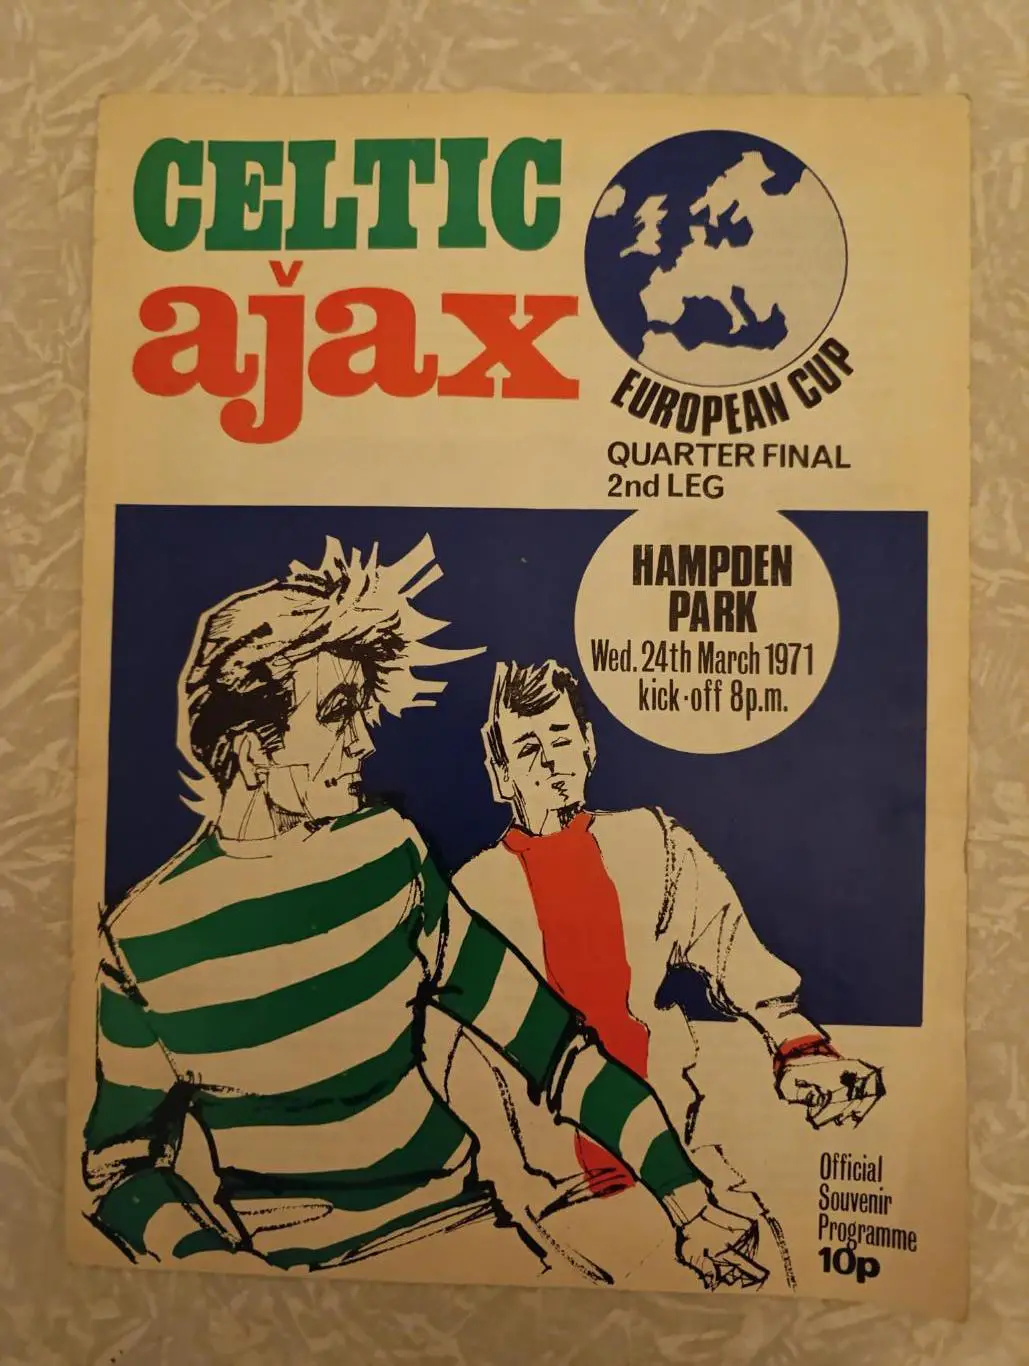 CELTIC
ajax
EUROPEAN CUP
QUARTER FINAL
2nd LEG
HAMPDEN
PARK
Wed. 24th March 1971
kick-off 8p.m.
Official
Souvenir
Programme
10p